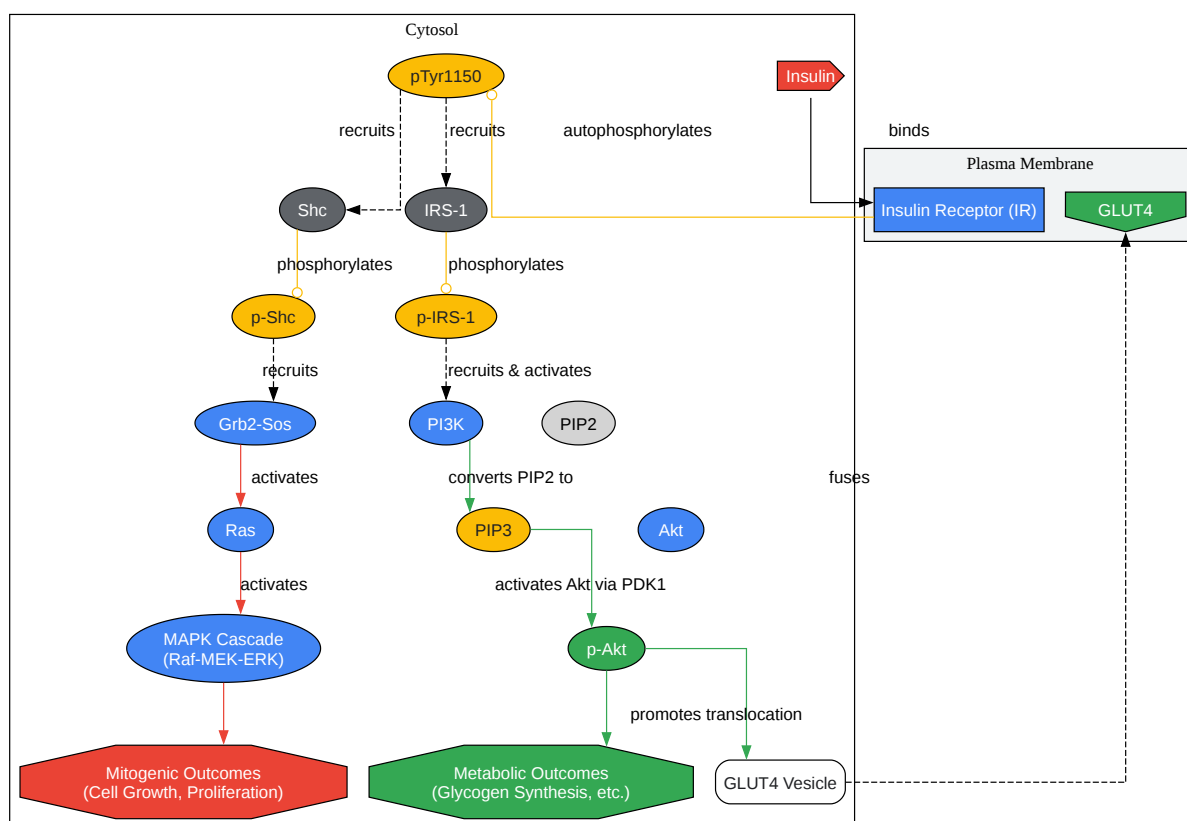 Cytosol
pTyr1150
Insulin
recruits
recruits
autophosphorylates
binds
Plasma Membrane
Shc
IRS-1
Insulin Receptor (IR)
GLUT4
phosphorylates
phosphorylates
p-Shc
p-IRS-1
recruits
recruits & activates
Grb2-Sos
PI3K
PIP2
activates
converts PIP2 to
fuses
Ras
PIP3
Akt
activates
activates Akt via PDK1
MAPK Cascade
(Raf-MEK-ERK)
p-Akt
promotes translocation
Mitogenic Outcomes
(Cell Growth, Proliferation)
Metabolic Outcomes
(Glycogen Synthesis, etc.)
GLUT4 Vesicle